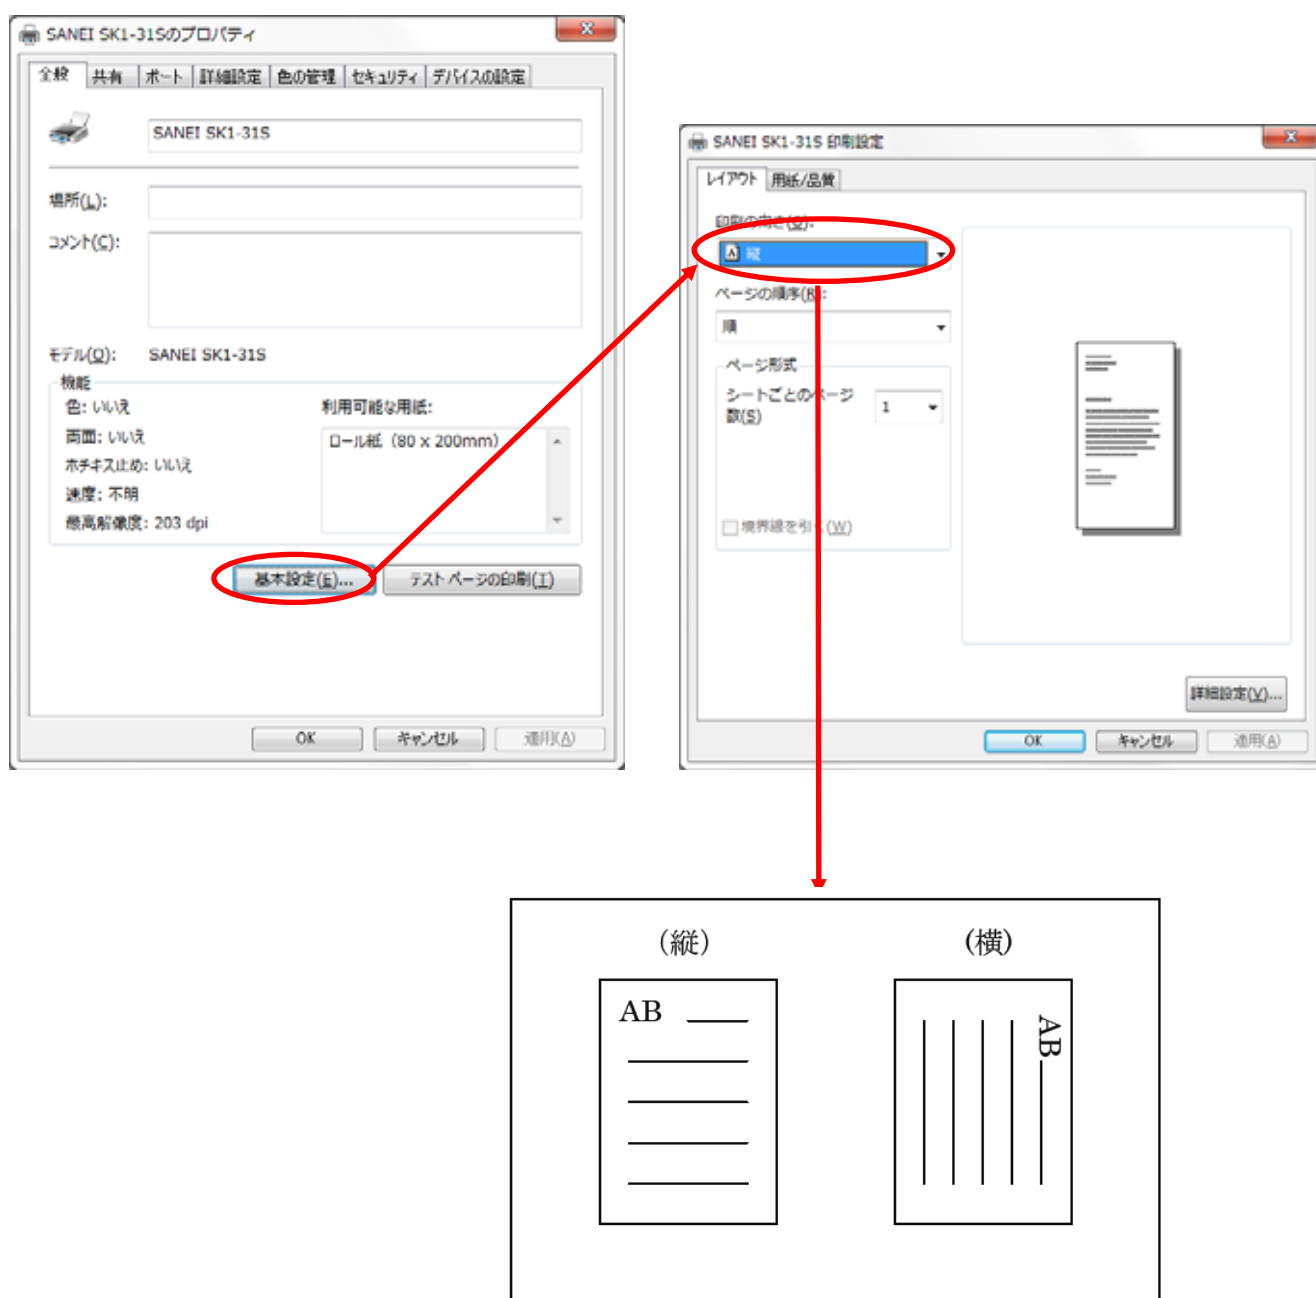 SANEI SK1-31Sのプロパティ
全般 共有 ポート 詳細設定 色の管理 セキュリティ デバイスの設定
SANEI SK1-31S
場所(L):
コメント(C):
モデル(O): SANEI SK1-31S
機能
色: いいえ
両面: いいえ
ホチキス止め: いいえ
速度: 不明
最高解像度: 203 dpi
利用可能な用紙:
ロール紙 (80 x 200mm)
基本設定(E)... テスト ページの印刷(T)
OK キャンセル 適用(A)
SANEI SK1-31S 印刷設定
レイアウト 用紙/品質
印刷の向き(O):
縦
ページの順序(R):
順
ページ形式
シートごとのページ
数(S)
1
境界線を引く(W)
詳細設定(V)...
OK キャンセル 適用(A)
(縦) (横)
AB
AB